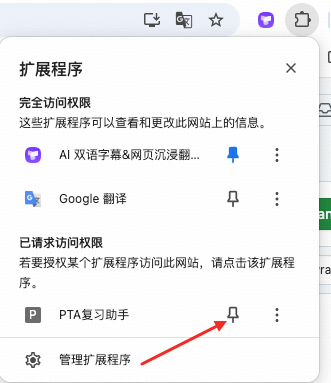 扩展程序
完全访问权限
这些扩展程序可以查看和更改此网站上的信息。
AI 双语字幕&网页沉浸翻...
Google 翻译
已请求访问权限
若要授权某个扩展程序访问此网站，请点击该扩展程
序。
P PTA复习助手
管理扩展程序